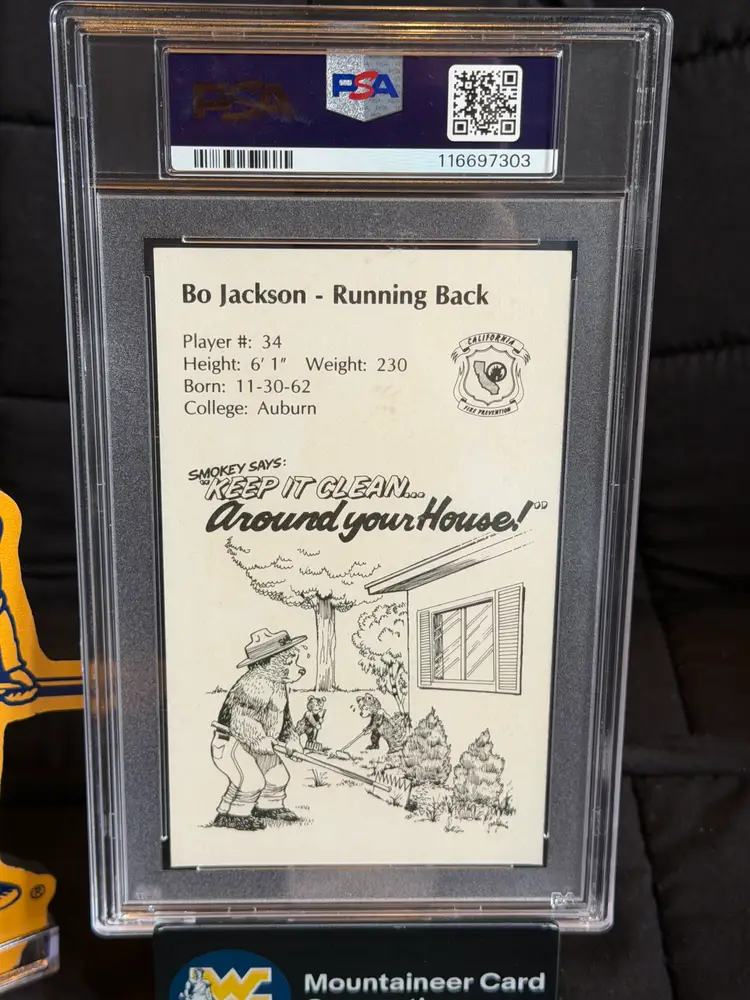 PSA
PSA
116697303
Bo Jackson - Running Back
Player #: 34
Height: 6' 1" Weight: 230
Born: 11-30-62
College: Auburn
CALIFORNIA
FIRE PREVENTION
SMOKEY SAYS:
"KEEP IT CLEAN...
Around your House!"
®
W
Mountaineer Card